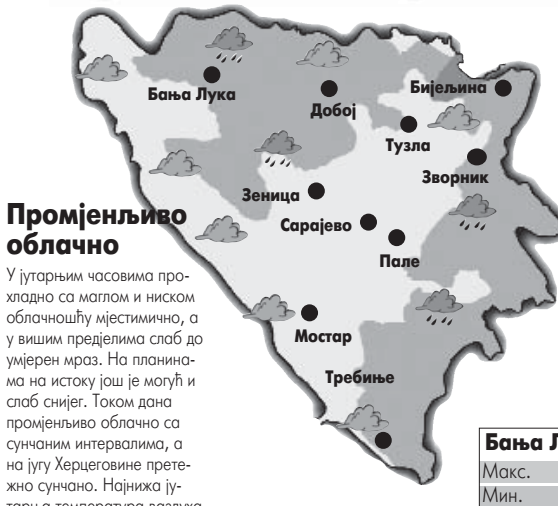 Бања Лука
Добој
Бијељина
Тузла
Зворник
Зеница
Сарајево
Пале
Мостар
Требиње
Промјенљиво
облачно
У јутарњим часовима про-
хладно са маглом и ниском
облачношћу мјестимично, а
у вишим предјелима слаб до
умјерен мраз. На планина-
ма на истоку још је могућ и
слаб снијег. Током дана
промјенљиво облачно са
сунчаним интервалима, а
на југу Херцеговине прете-
жно сунчано. Најнижа ју-
температура ваздуха
Бања
Макс.
Мин.